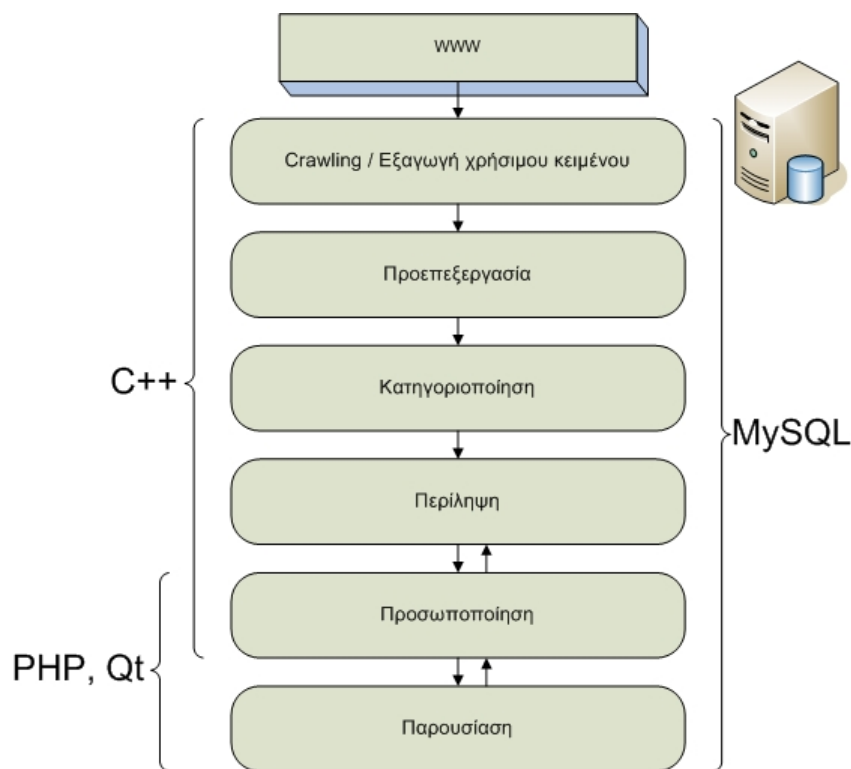 www
Crawling / Εξαγωγή χρήσιμου κειμένου
Προεπεξεργασία
Κατηγοριοποίηση
C++
MySQL
Περίληψη
Προσωποποίηση
PHP, Qt
Παρουσίαση